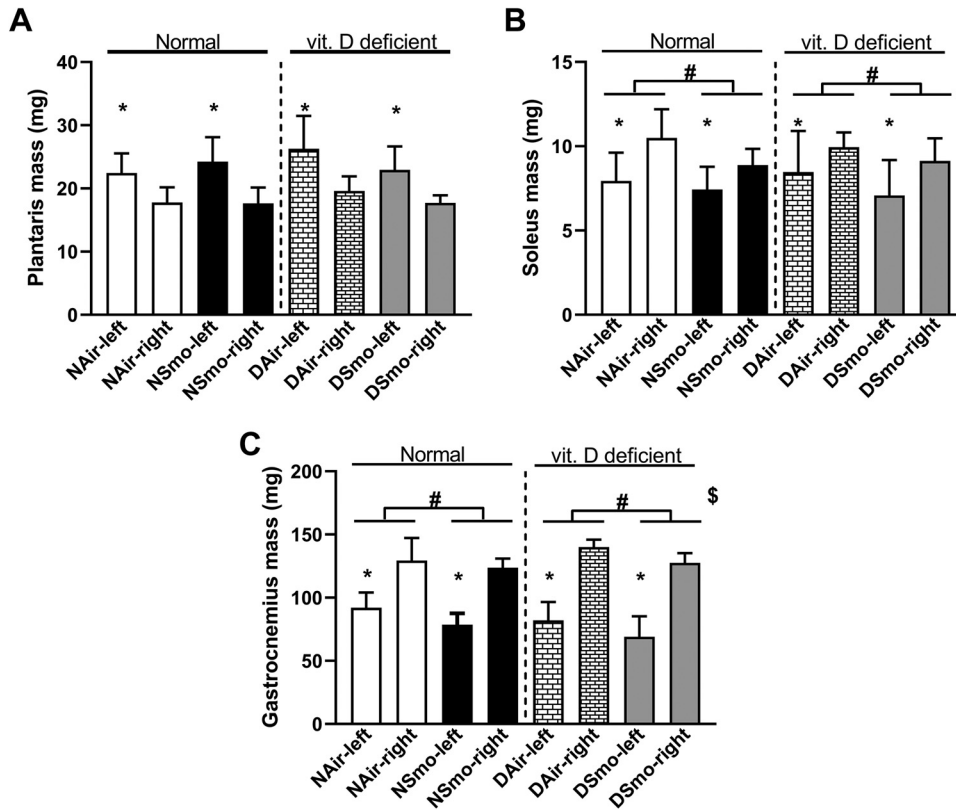 A
Normal
vit. D deficient
Plantaris mass (mg)
40
30
20
10
0
*
*
*
*
NAir-left
NAir-right
NSmo-left
NSmo-right
DAir-left
DAir-right
DSmo-left
DSmo-right
B
Normal
vit. D deficient
Soleus mass (mg)
15
10
5
0
#
#
*
*
*
*
NAir-left
NAir-right
NSmo-left
NSmo-right
DAir-left
DAir-right
DSmo-left
DSmo-right
C
Normal
vit. D deficient
Gastrocnemius mass (mg)
200
150
100
50
0
#
#
$
*
*
*
*
NAir-left
NAir-right
NSmo-left
NSmo-right
DAir-left
DAir-right
DSmo-left
DSmo-right